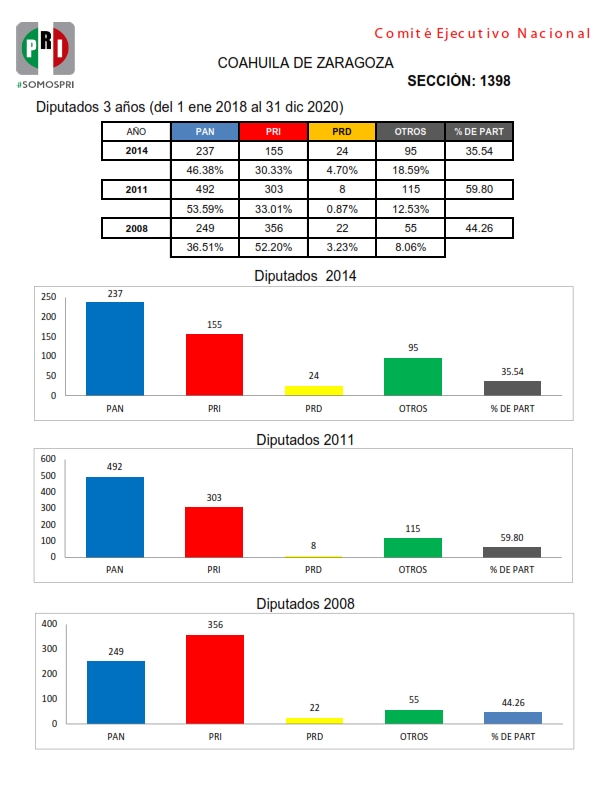 Comité Ejecutivo Nacional
PRI
#SOMOSPRI
COAHUILA DE ZARAGOZA
SECCIÓN: 1398
Diputados 3 años (del 1 ene 2018 al 31 dic 2020)
AÑO PAN PRI PRD OTROS % DE PART
2014 237 155 24 95 35.54
46.38% 30.33% 4.70% 18.59%
2011 492 303 8 115 59.80
53.59% 33.01% 0.87% 12.53%
2008 249 356 22 55 44.26
36.51% 52.20% 3.23% 8.06%
Diputados 2014
250
200
150
100
50
0
237 155 24 95 35.54
PAN PRI PRD OTROS % DE PART
Diputados 2011
600
500
400
300
200
100
0
492 303 8 115 59.80
PAN PRI PRD OTROS % DE PART
Diputados 2008
400
300
200
100
0
249 356 22 55 44.26
PAN PRI PRD OTROS % DE PART